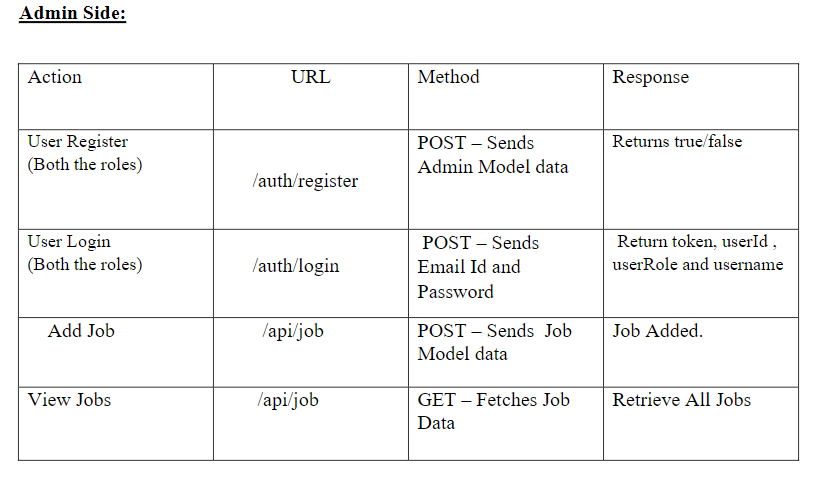 Admin Side:
Action URL Method Response
User Register
(Both the roles)
/auth/register
POST – Sends
Admin Model data
Returns true/false
User Login
(Both the roles)
/auth/login
POST – Sends
Email Id and
Password
Return token, userId ,
userRole and username
Add Job
/api/job
POST – Sends Job
Model data
Job Added.
View Jobs
/api/job
GET – Fetches Job
Data
Retrieve All Jobs